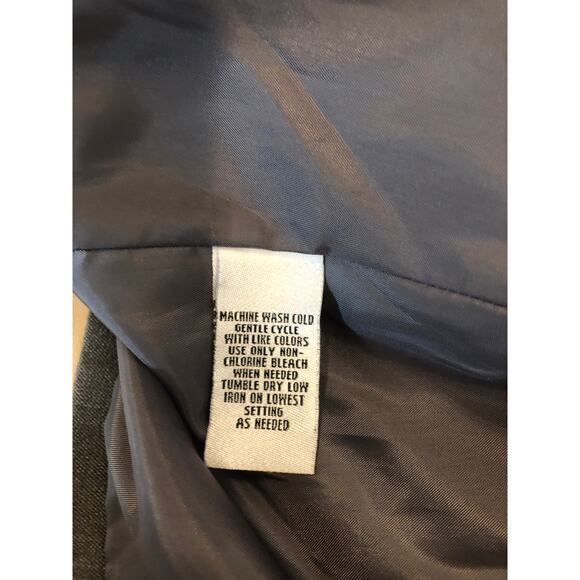 MACHINE WASH COLD
GENTLE CYCLE
WITH LIKE COLORS
USE ONLY NON-
CHLORINE BLEACH
WHEN NEEDED
TUMBLE DRY LOW
IRON ON LOWEST
SETTING
AS NEEDED